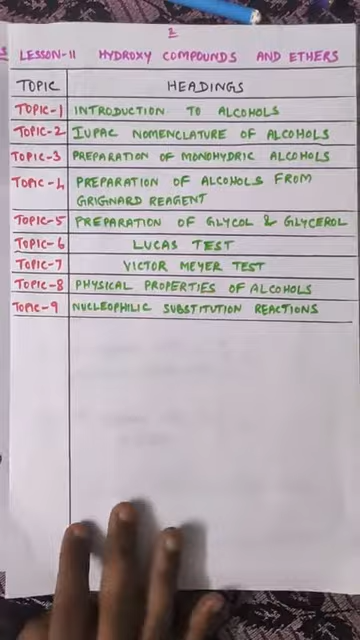 2
LESSON-11 HYDROXY COMPOUNDS AND ETHERS
TOPIC HEADINGS
TOPIC-1 INTRODUCTION TO ALCOHOLS
TOPIC-2 IUPAC NOMENCLATURE OF ALCOHOLS
TOPIC-3 PREPARATION OF MONOHYDRIC ALCOHOLS
TOPIC-4 PREPARATION OF ALCOHOLS FROM
GRIGNARD REAGENT
TOPIC-5 PREPARATION OF GLYCOL & GLYCEROL
TOPIC-6 LUCAS TEST
TOPIC-7 VICTOR MEYER TEST
TOPIC-8 PHYSICAL PROPERTIES OF ALCOHOLS
TOPIC-9 NUCLEOPHILIC SUBSTITUTION REACTIONS